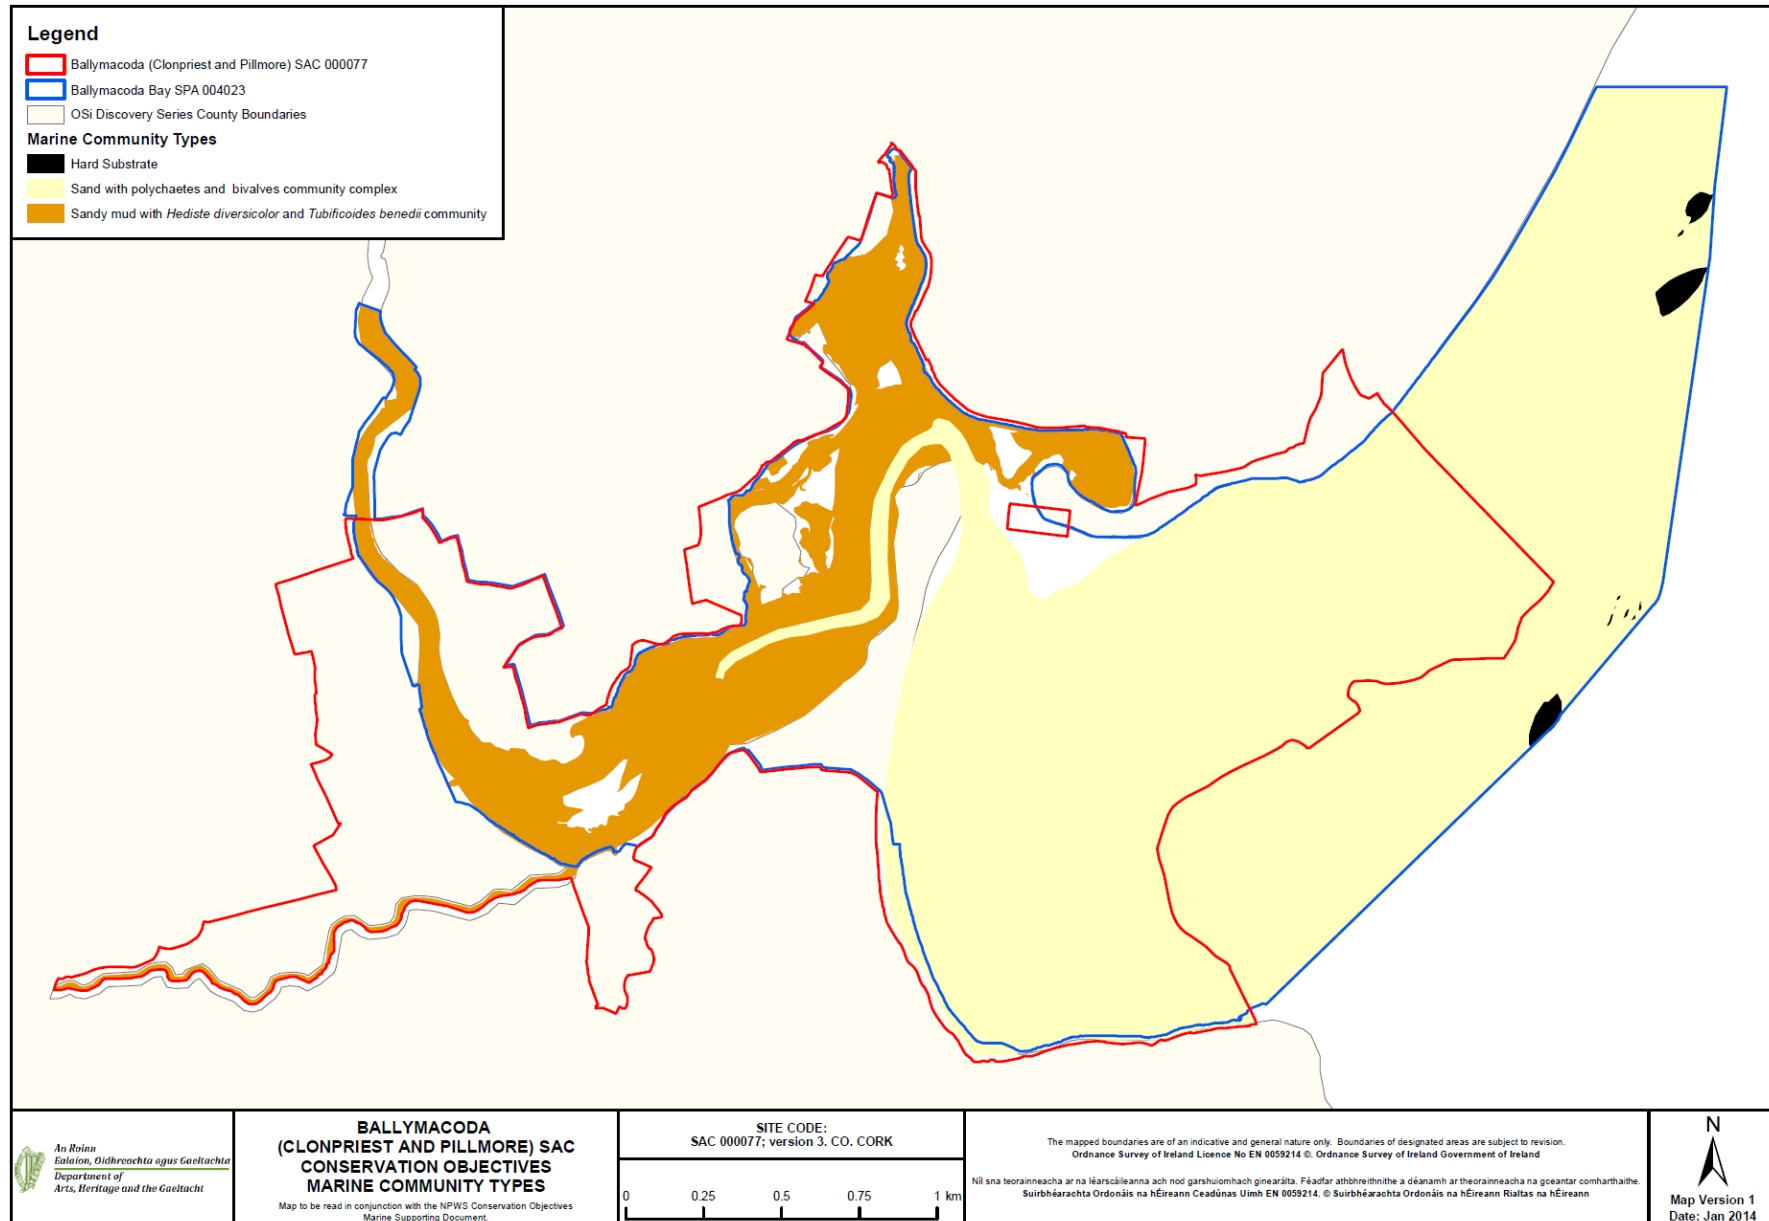 Legend
Ballymacoda (Clonpriest and Pillmore) SAC 000077
Ballymacoda Bay SPA 004023
OSi Discovery Series County Boundaries
Marine Community Types
Hard Substrate
Sand with polychaetes and bivalves community complex
Sandy mud with Hediste diversicolor and Tubificoides benedii community
An Roinn
Ealaíon, Oidhreachta agus Gaeltachta
Department of
Arts, Heritage and the Gaeltacht
BALLYMACODA
(CLONPRIEST AND PILLMORE) SAC
CONSERVATION OBJECTIVES
MARINE COMMUNITY TYPES
Map to be read in conjunction with the NPWS Conservation Objectives
Marine Supporting Document.
SITE CODE:
SAC 000077; version 3. CO. CORK
0 0.25 0.5 0.75 1 km
The mapped boundaries are of an indicative and general nature only. Boundaries of designated areas are subject to revision.
Ordnance Survey of Ireland Licence No EN 0059214 ©. Ordnance Survey of Ireland Government of Ireland
Níl sna teorainneacha ar na léarscáileanna ach nod garshuiomhach ginearálta. Féadfar athbhreithnithe a déanamh ar theorainneacha na gceantar comharthaithe.
Suirbhéarachta Ordonáis na hÉireann Ceadúnas Uimh EN 0059214. © Suirbhéarachta Ordonáis na hÉireann Rialtas na hÉireann
N
Map Version 1
Date: Jan 2014